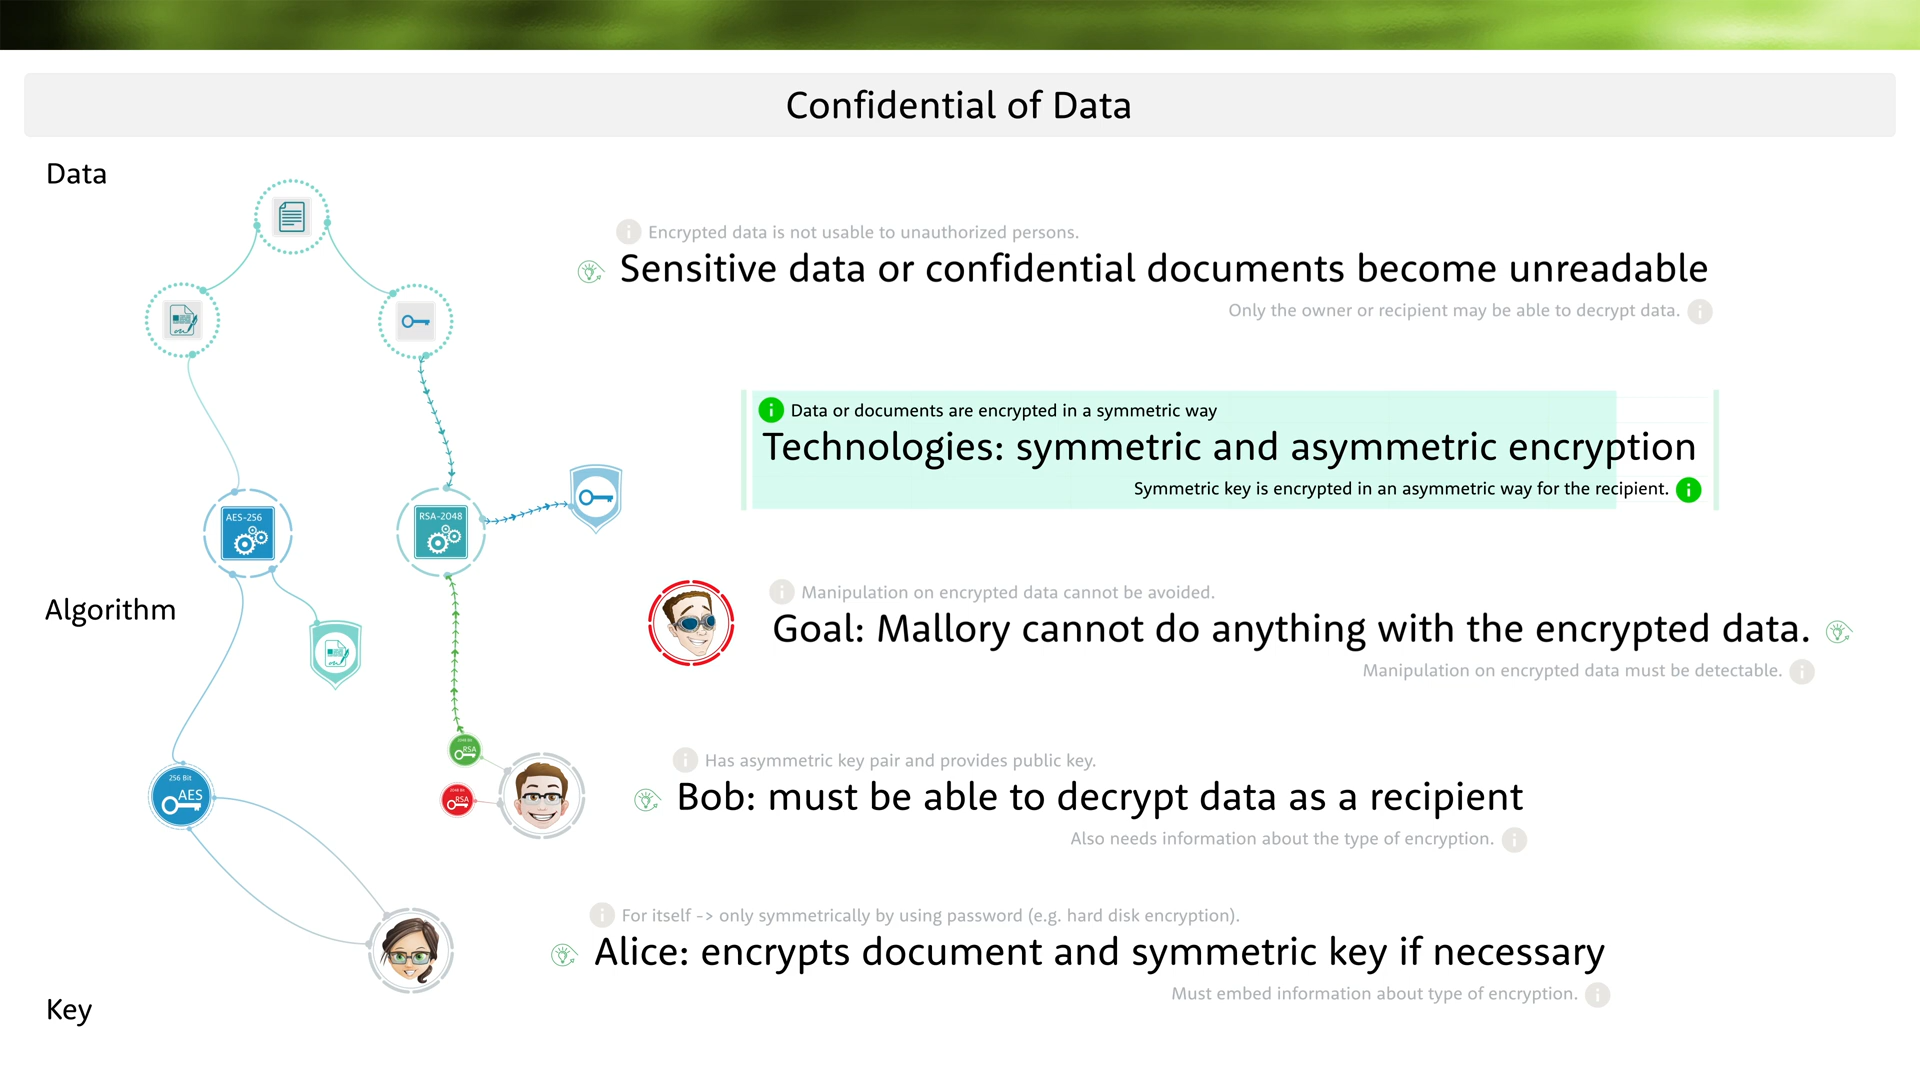 Confidential of Data
Data
Encrypted data is not usable to unauthorized persons.
Sensitive data or confidential documents become unreadable
Only the owner or recipient may be able to decrypt data.
Data or documents are encrypted in a symmetric way
Technologies: symmetric and asymmetric encryption
Symmetric key is encrypted in an asymmetric way for the recipient.
AES-256
RSA-2048
Algorithm
Manipulation on encrypted data cannot be avoided.
Goal: Mallory cannot do anything with the encrypted data.
Manipulation on encrypted data must be detectable.
2048 Bit
RSA
256 Bit
AES
2048 Bit
RSA
Has asymmetric key pair and provides public key.
Bob: must be able to decrypt data as a recipient
Also needs information about the type of encryption.
For itself -> only symmetrically by using password (e.g. hard disk encryption).
Alice: encrypts document and symmetric key if necessary
Must embed information about type of encryption.
Key